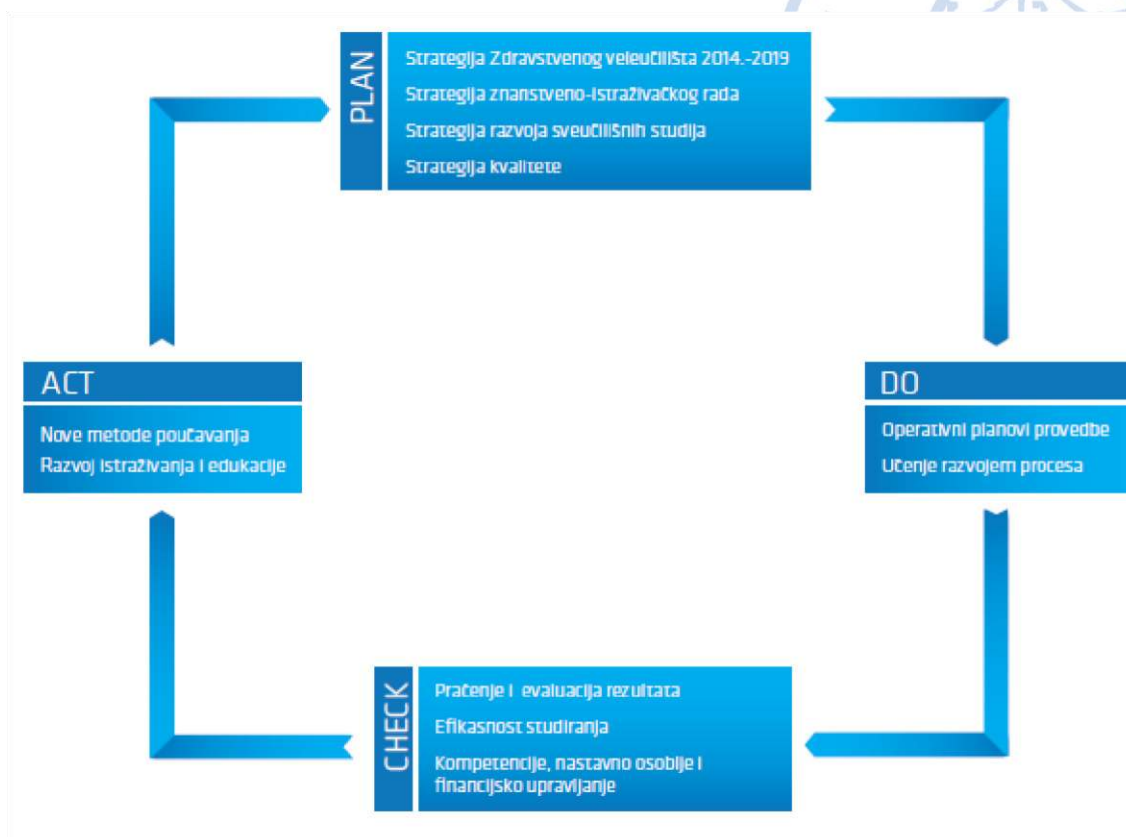 PLAN
Strategija Zdravstvenog veleučilišta 2014.-2019
Strategija znanstveno-istraživačkog rada
Strategija razvoja sveučilišnih studija
Strategija kvalitete
DO
Operativni planovi provedbe
Učenje razvojem procesa
CHECK
Praćenje i evaluacija rezultata
Efikasnost studiranja
Kompetencije, nastavno osoblje i
financijsko upravljanje
ACT
Nove metode poučavanja
Razvoj istraživanja i edukacije